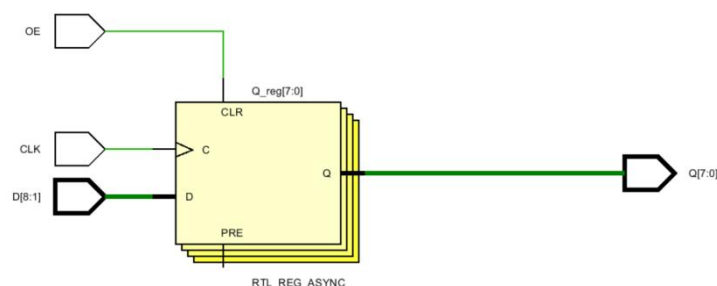 OE
Q_reg[7:0]
CLR
CLK
C
Q
Q[7:0]
D[8:1]
D
PRE
RTL_REG_ASYNC